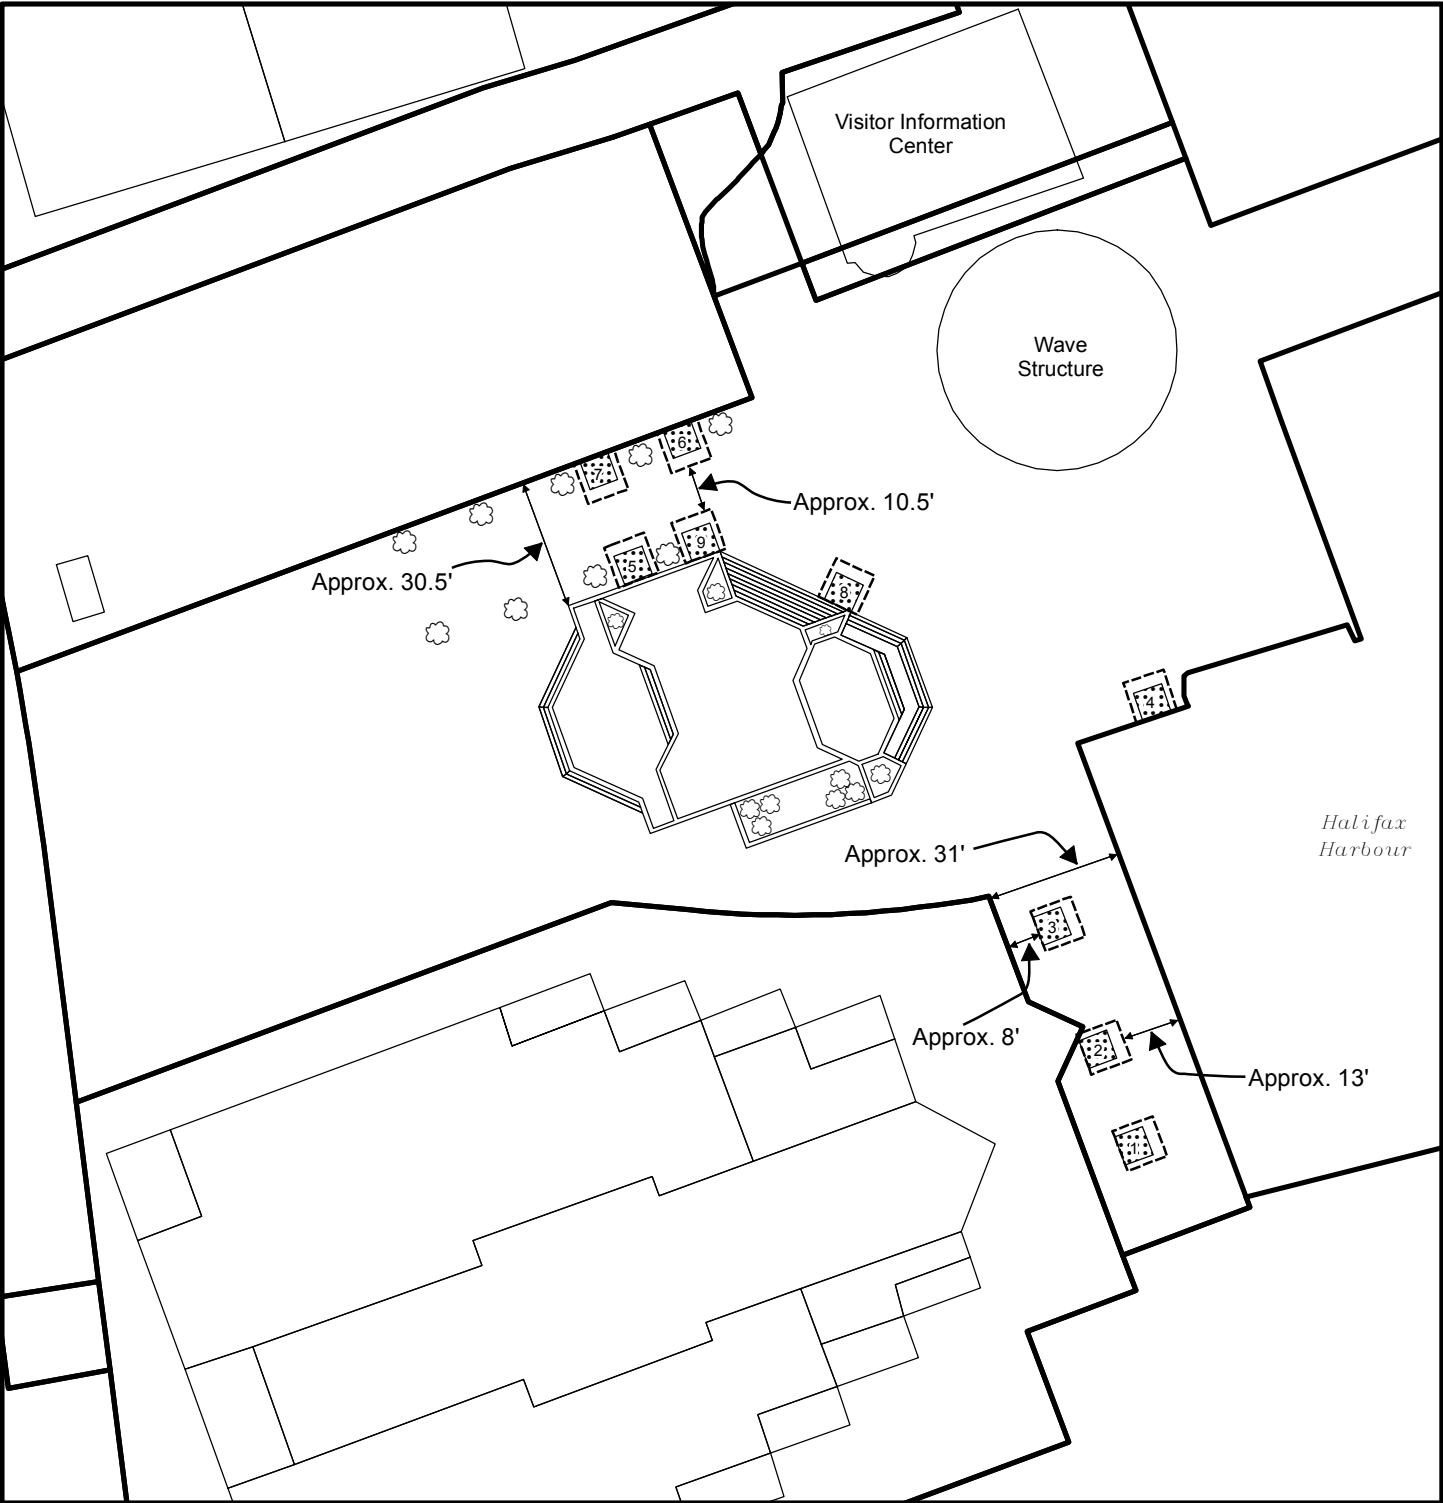 Visitor Information
Center
Wave
Structure
6
7
Approx. 10.5'
9
5
Approx. 30.5'
8
4
Halifax
Harbour
Approx. 31'
3
Approx. 8'
2
Approx. 13'
1